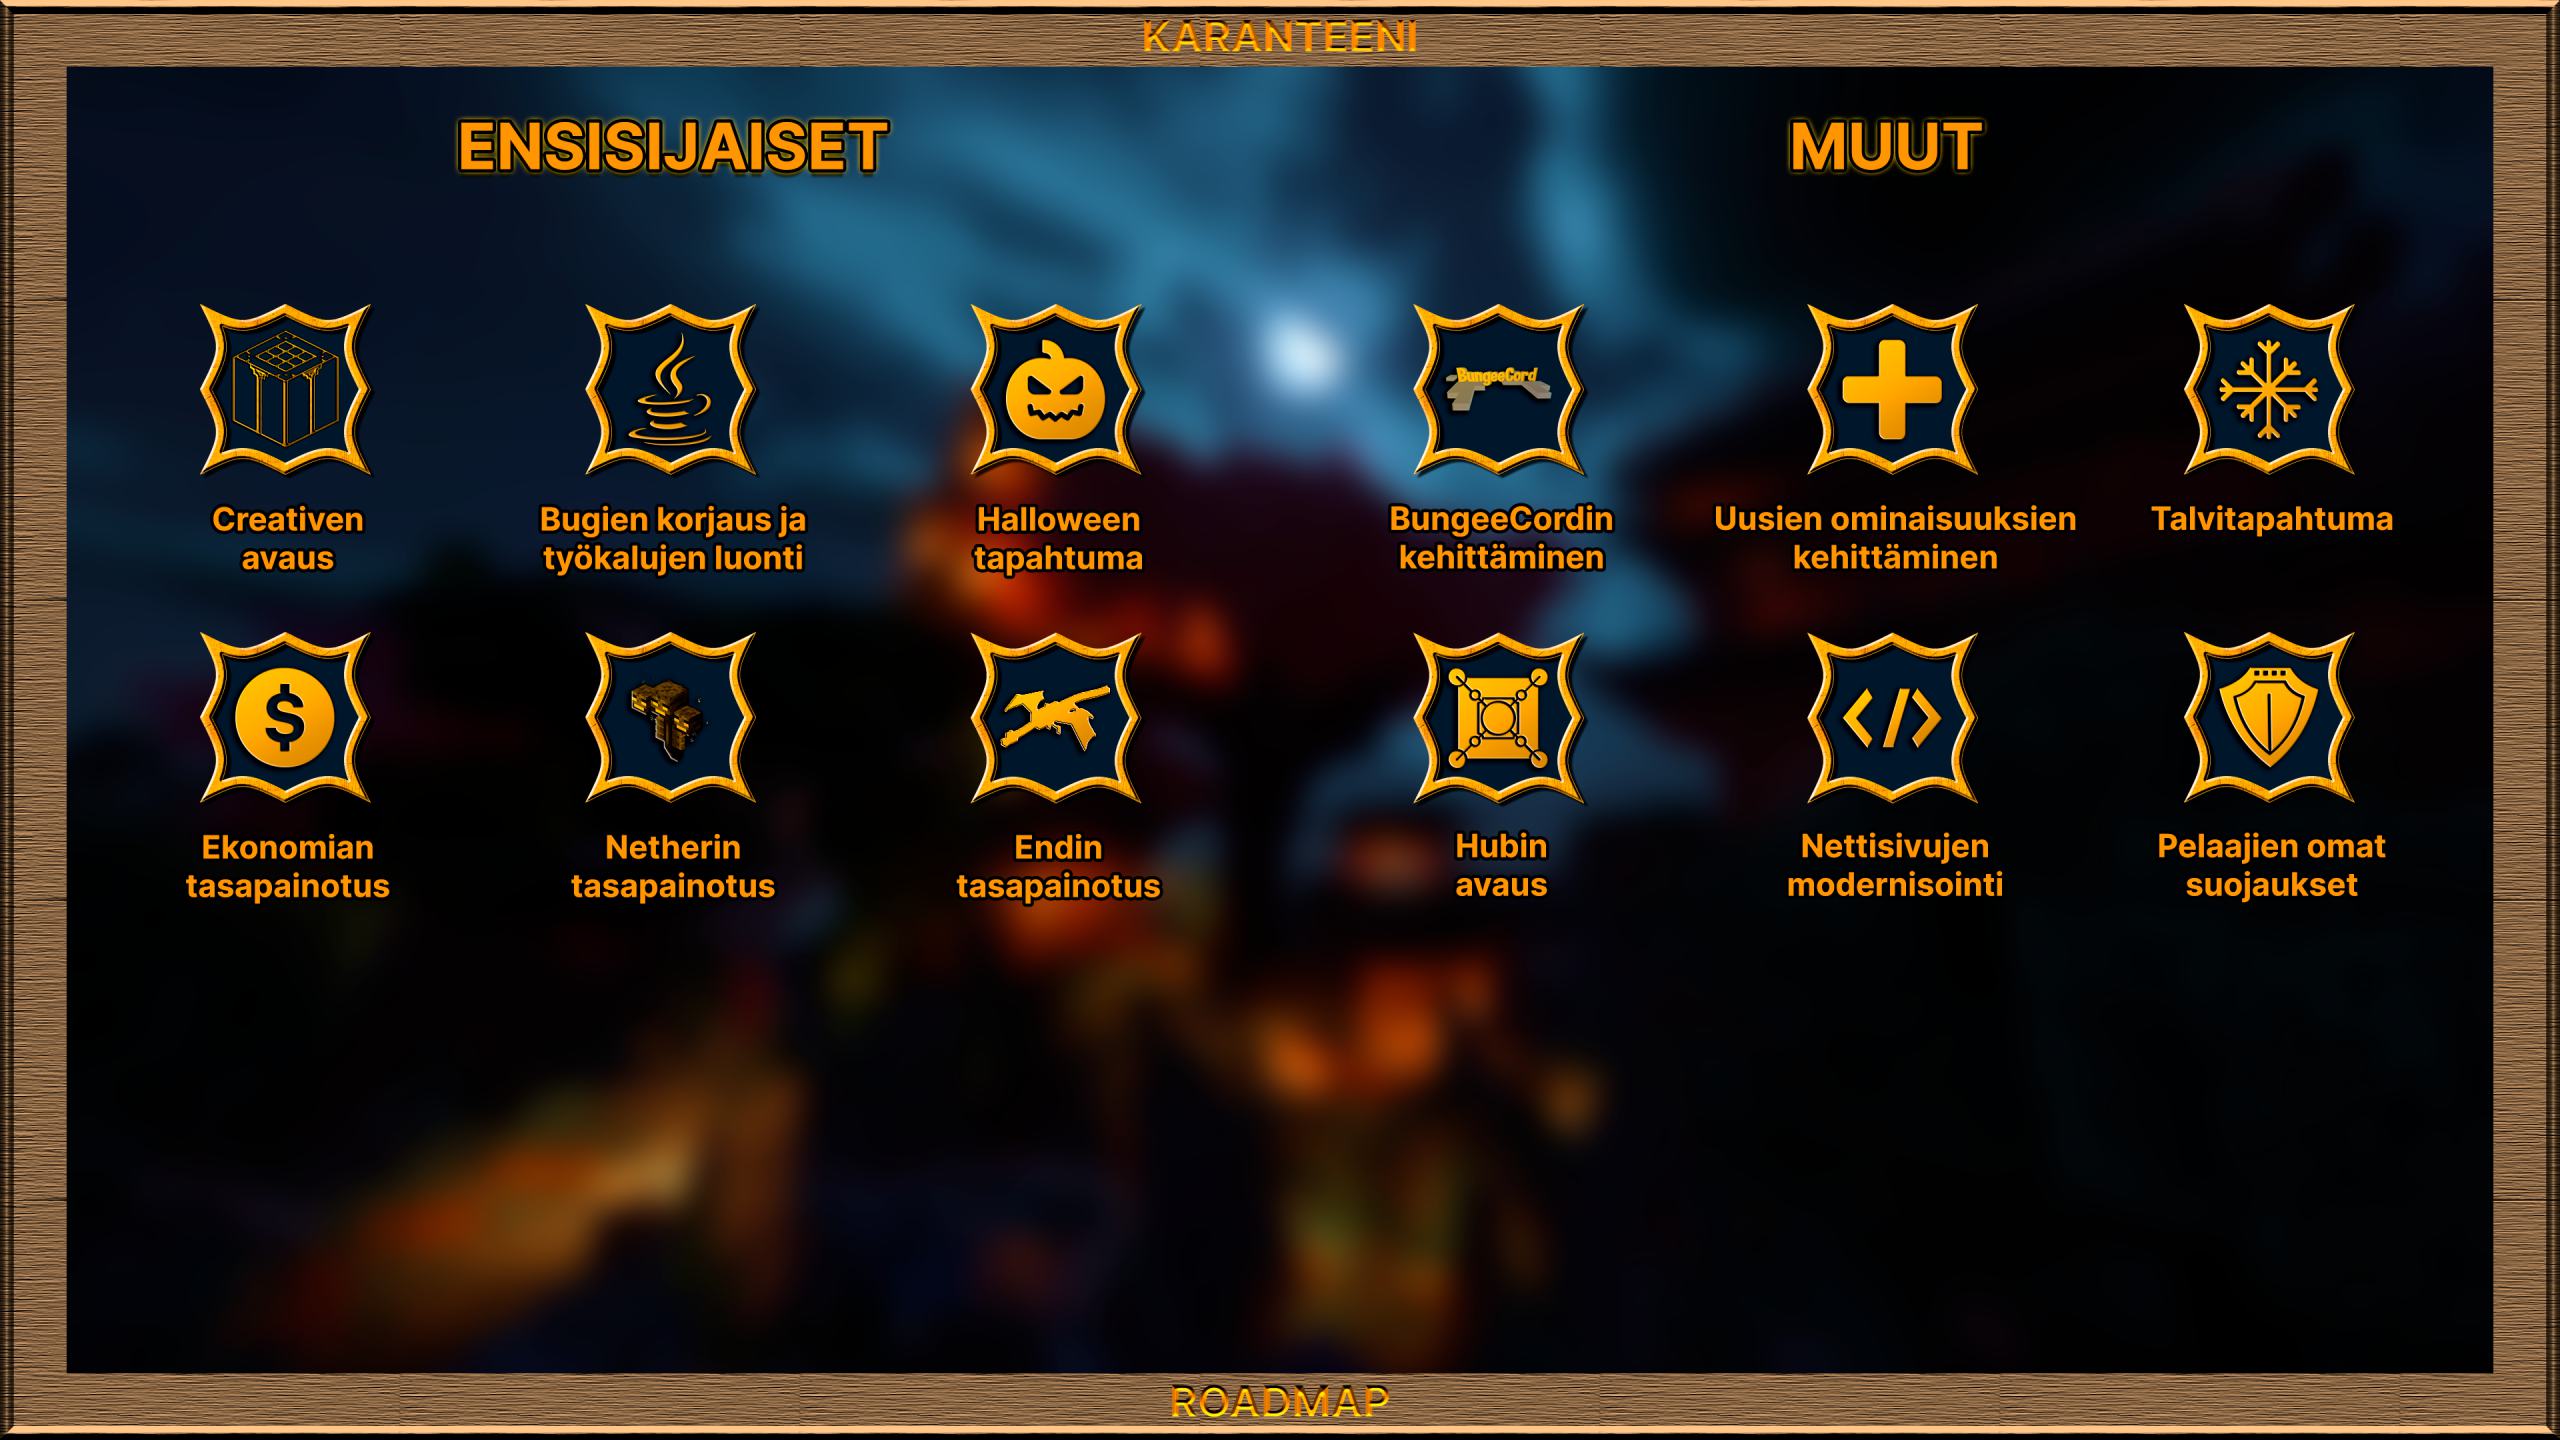 KARANTEENI
ENSISIJAISET
MUUT
Creativen
avaus
Bugien korjaus ja
työkalujen luonti
Halloween
tapahtuma
BungeeCord
BungeeCordin
kehittäminen
Uusien ominaisuuksien
kehittäminen
Talvitapahtuma
Ekonomian
tasapainotus
Netherin
tasapainotus
Endin
tasapainotus
Hubin
avaus
Nettisivujen
modernisointi
Pelaajien omat
suojaukset
ROADMAP